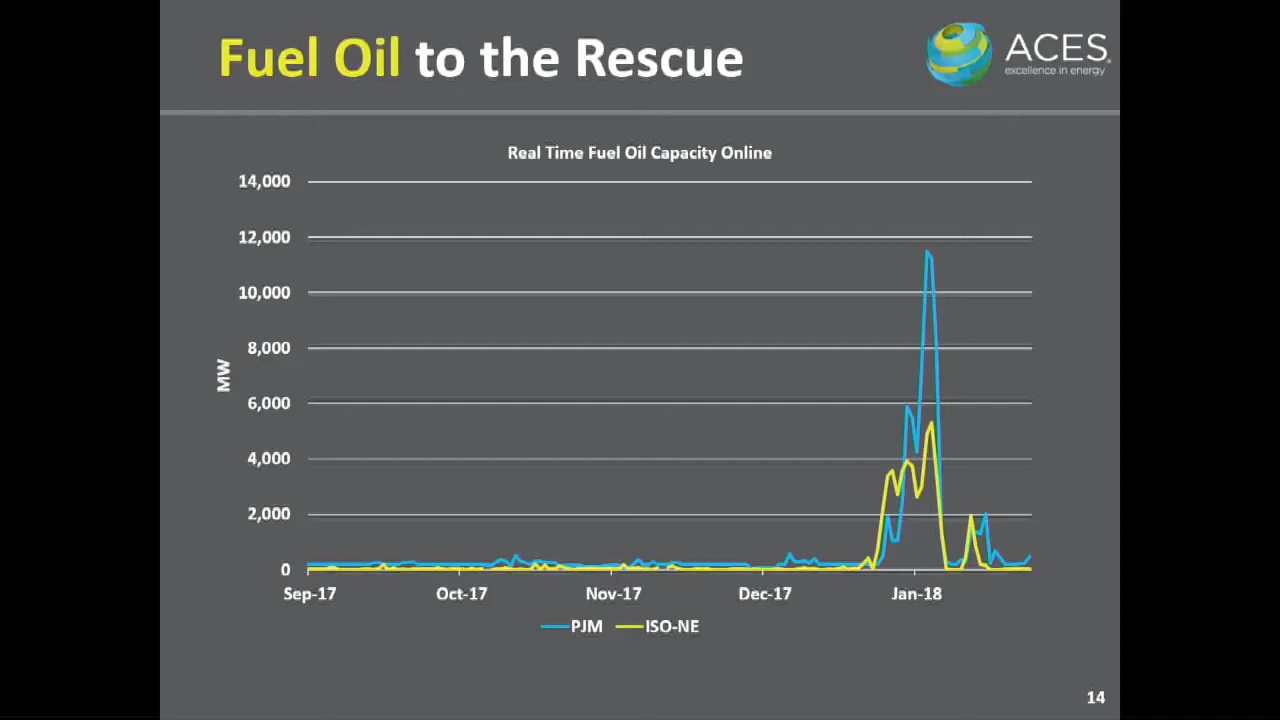 Fuel Oil to the Rescue
ACES
excellence in energy
Real Time Fuel Oil Capacity Online
14,000
12,000
10,000
8,000
6,000
4,000
2,000
0
MW
Sep-17 Oct-17 Nov-17 Dec-17 Jan-18
PJM ISO-NE
14